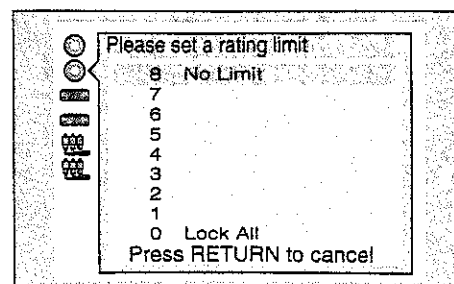 Please set a rating limit
8 No Limit
7
6
5
4
3
2
1
0 Lock All
Press RETURN to cancel